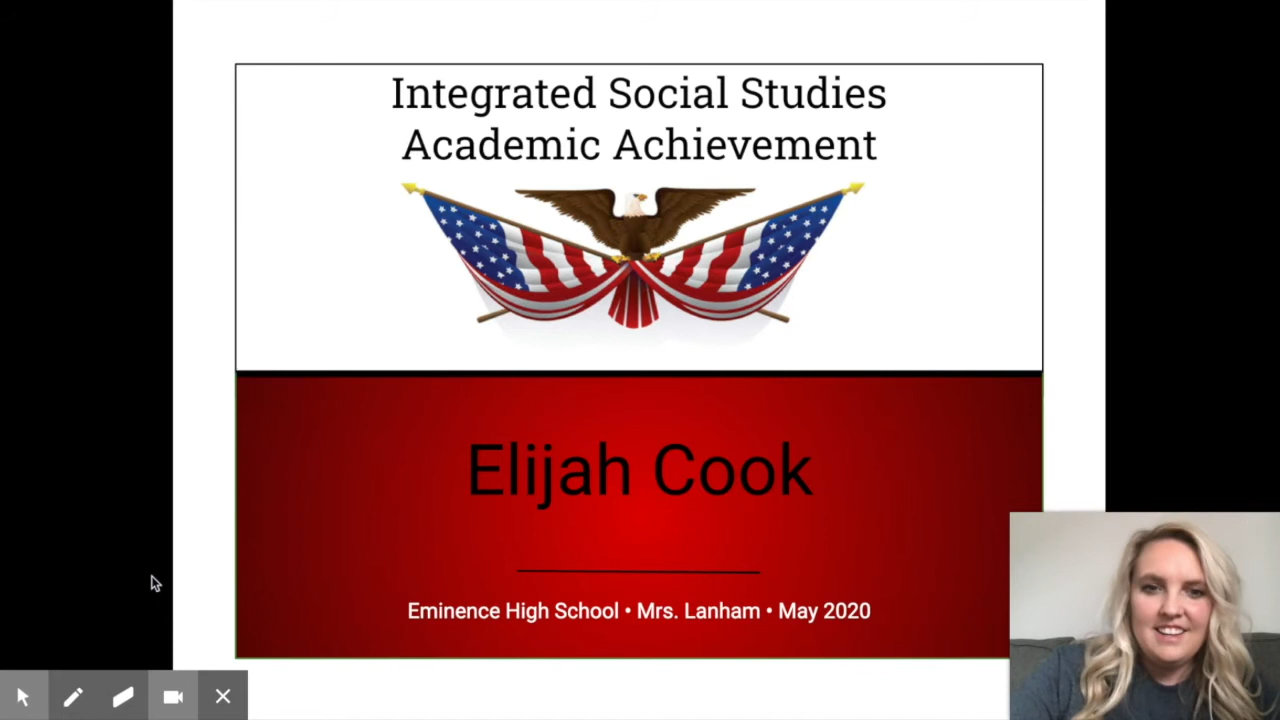 Integrated Social Studies
Academic Achievement
Elijah Cook
Eminence High School • Mrs. Lanham • May 2020